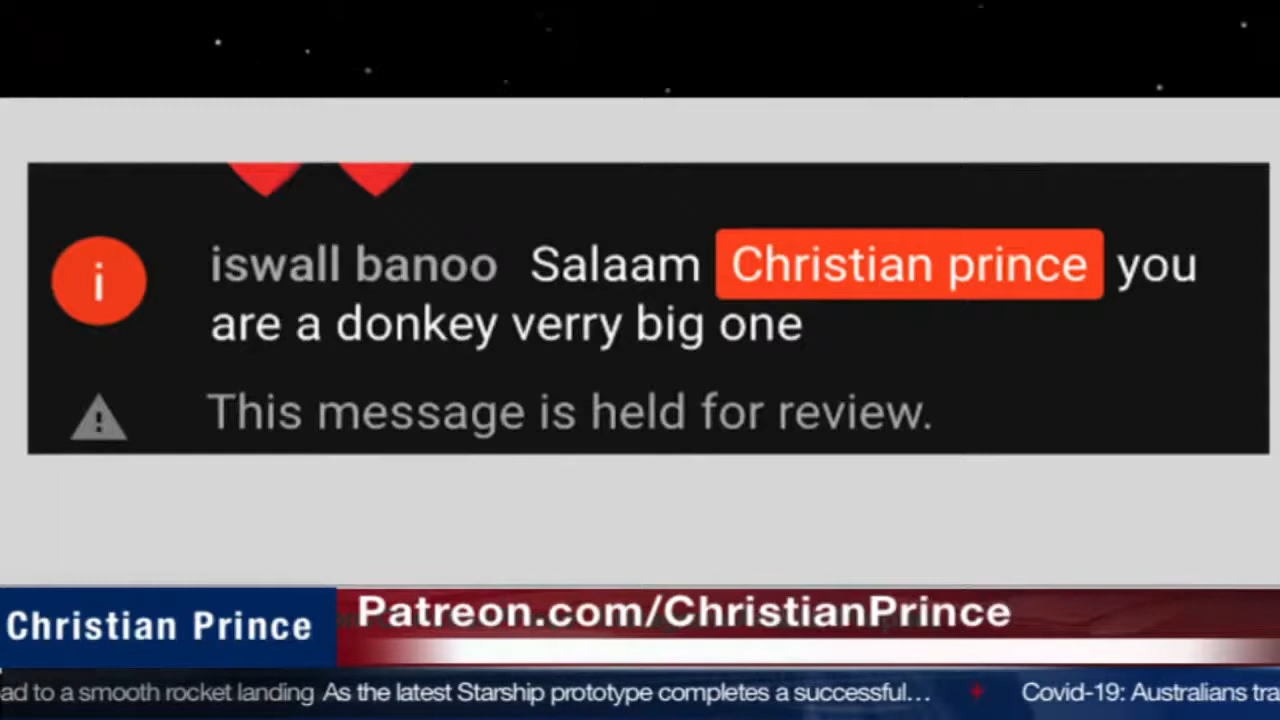 i
iswall banoo Salaam Christian prince you
are a donkey verry big one
This message is held for review.
Christian Prince
Patreon.com/ChristianPrince
ad to a smooth rocket landing As the latest Starship prototype completes a successful... Covid-19: Australians tra